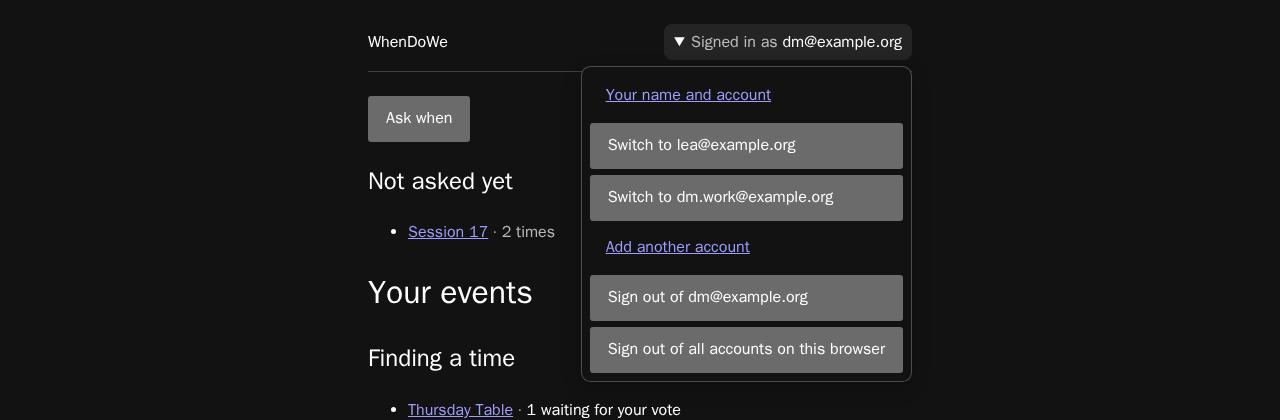 WhenDoWe
▼ Signed in as dm@example.org
Your name and account
Ask when
Switch to lea@example.org
Not asked yet
Switch to dm.work@example.org
• Session 17 · 2 times
Add another account
Your events
Sign out of dm@example.org
Finding a time
Sign out of all accounts on this browser
• Thursday Table · 1 waiting for your vote